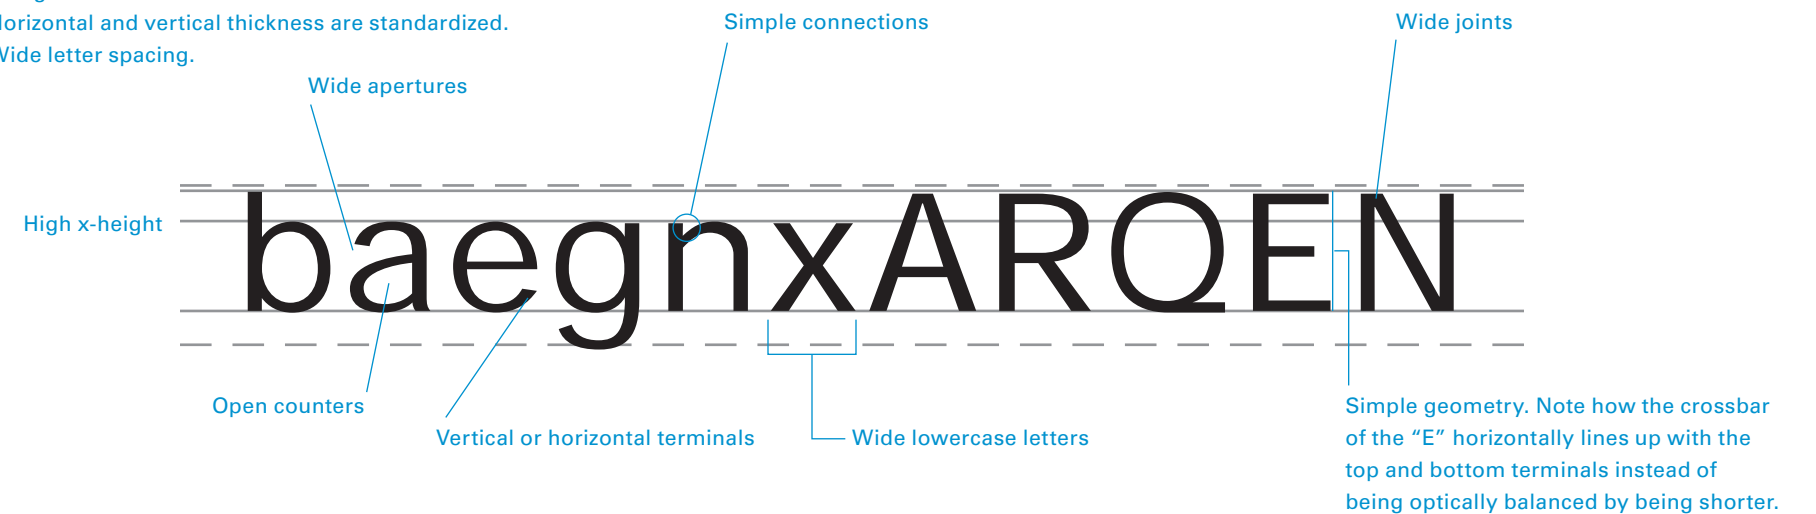 orizontal and vertical thickness are standardized.
Wide letter spacing.
Simple connections
Wide joints
Wide apertures
High x-height
baegnxARQEN
Open counters
Vertical or horizontal terminals
Wide lowercase letters
Simple geometry. Note how the crossbar
of the “E” horizontally lines up with the
top and bottom terminals instead of
being optically balanced by being shorter.